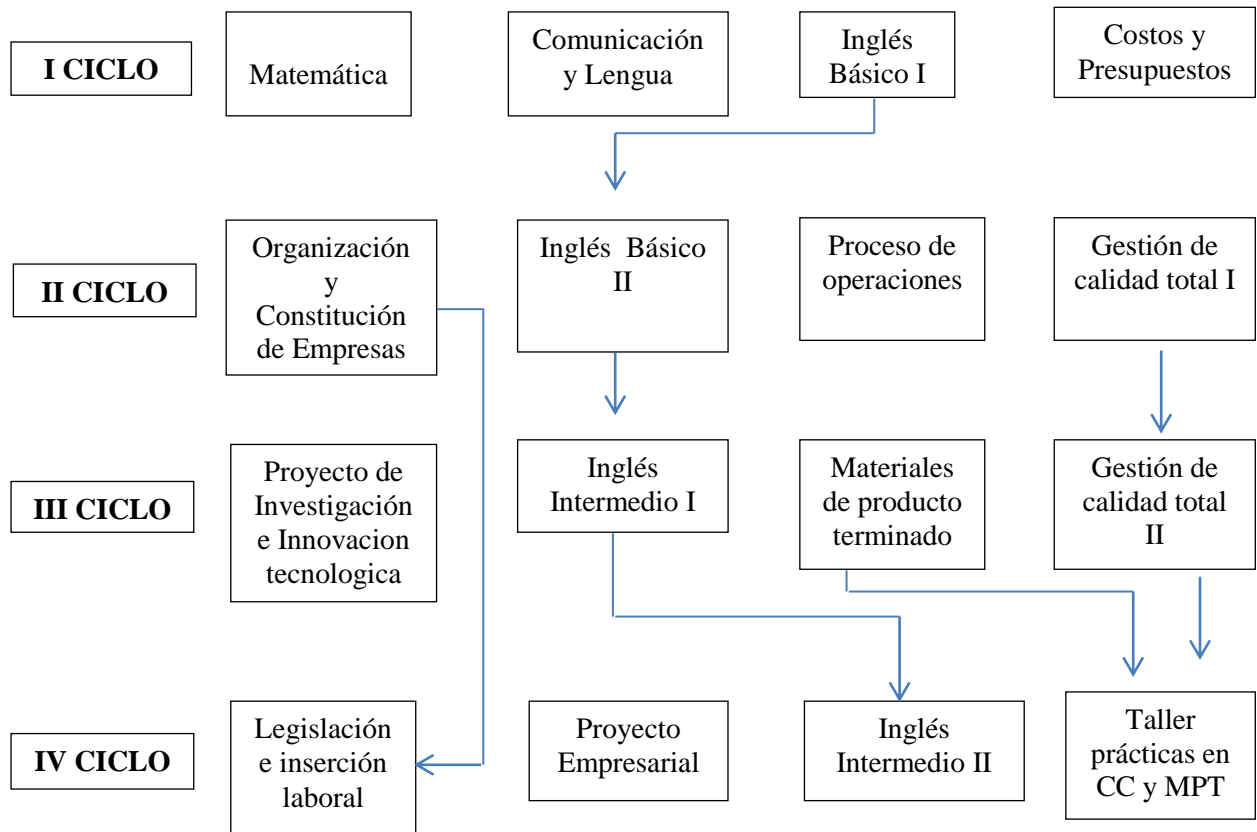 I CICLO
Matemática
Comunicación
y Lengua
Inglés
Básico I
Costos y
Presupuestos
II CICLO
Organización
y
Constitución
de Empresas
Inglés  Básico
II
Proceso de
operaciones
Gestión de
calidad total I
III CICLO
Proyecto de
Investigación
e Innovacion
tecnologica
Inglés
Intermedio I
Materiales
de producto
terminado
Gestión de
calidad total
II
IV CICLO
Legislación
e inserción
laboral
Proyecto
Empresarial
Inglés
Intermedio II
Taller
prácticas en
CC y MPT